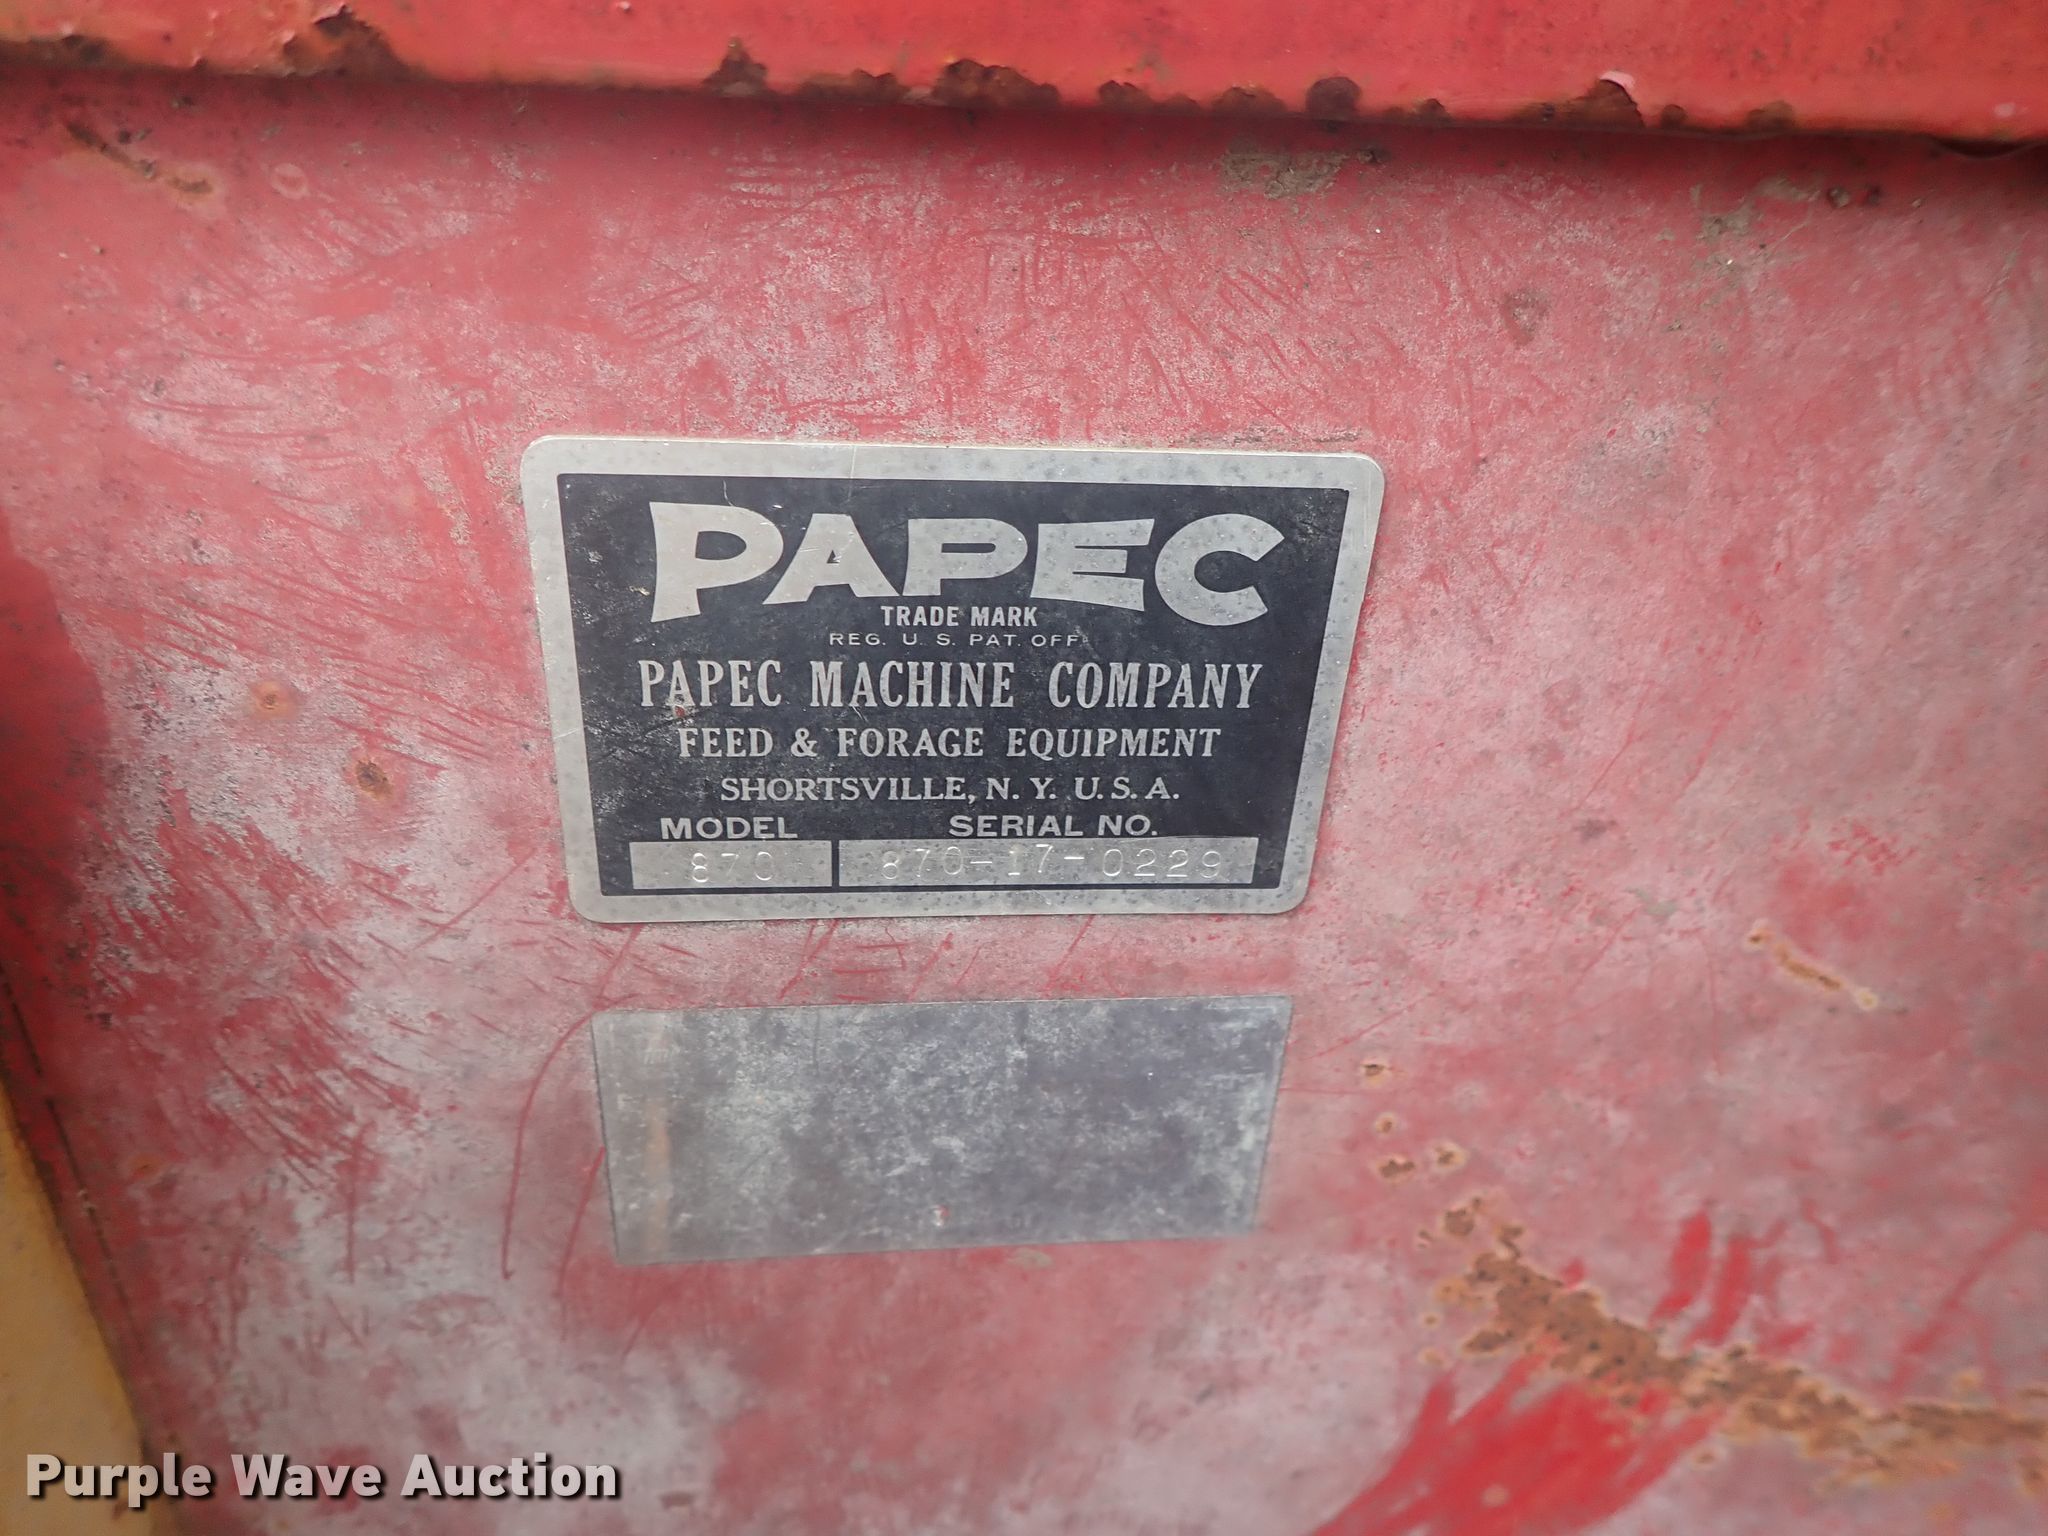 PAPEC
TRADE MARK
REG. U. S. PAT. OFF.
PAPEC MACHINE COMPANY
FEED & FORAGE EQUIPMENT
SHORTSVILLE, N. Y. U. S. A.
MODEL SERIAL NO.
870 870-17-0229
Purple Wave Auction